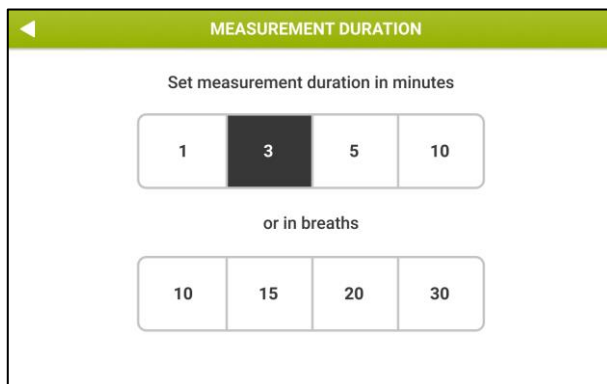 MEASUREMENT DURATION
Set measurement duration in minutes
1 3 5 10
or in breaths
10 15 20 30